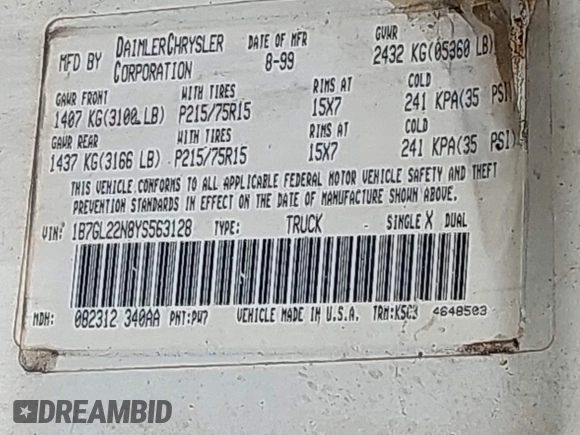 MFD BY DAIMLERCHRYSLER CORPORATION DATE OF MFR 8-99 GVWR 2432 KG(05360 LB)
GAWR FRONT WITH TIRES RIMS AT COLD
1407 KG(3100 LB) P215/75R15 15X7 241 KPA(35 PSI)
GAWR REAR WITH TIRES RIMS AT COLD
1437 KG(3166 LB) P215/75R15 15X7 241 KPA(35 PSI)
THIS VEHICLE CONFORMS TO ALL APPLICABLE FEDERAL MOTOR VEHICLE SAFETY AND THEFT
PREVENTION STANDARDS IN EFFECT ON THE DATE OF MANUFACTURE SHOWN ABOVE.
VIN: 1B7GL22N8YS563128 TYPE: TRUCK SINGLE X DUAL
MDH: 082312 340AA PNT:PW7 VEHICLE MADE IN U.S.A. TRM:K5C3 4648503
DREAMBID